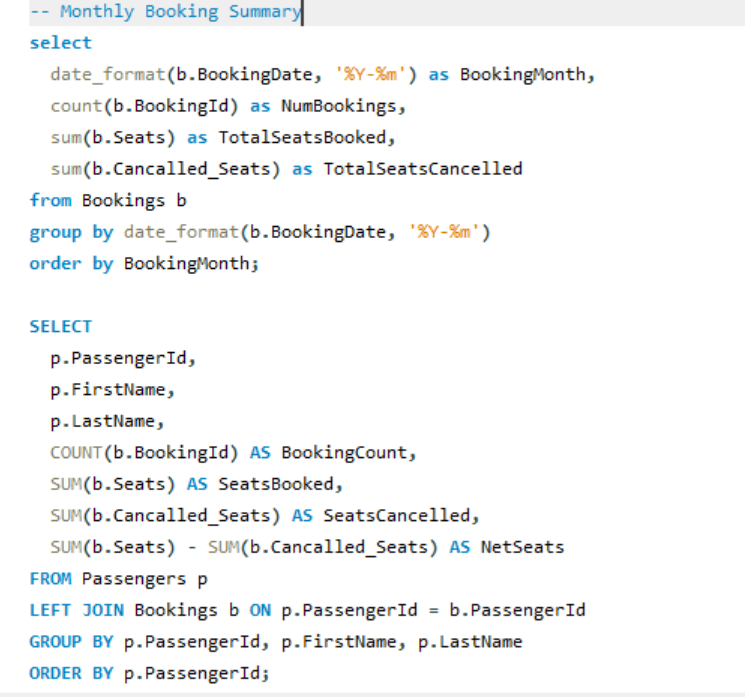 -- Monthly Booking Summary
select
date_format(b.BookingDate, '%Y-%m') as BookingMonth,
count(b.BookingId) as NumBookings,
sum(b.Seats) as TotalSeatsBooked,
sum(b.Cancalled_Seats) as TotalSeatsCancelled
from Bookings b
group by date_format(b.BookingDate, '%Y-%m')
order by BookingMonth;
SELECT
p.PassengerId,
p.FirstName,
p.LastName,
COUNT(b.BookingId) AS BookingCount,
SUM(b.Seats) AS SeatsBooked,
SUM(b.Cancalled_Seats) AS SeatsCancelled,
SUM(b.Seats) - SUM(b.Cancalled_Seats) AS NetSeats
FROM Passengers p
LEFT JOIN Bookings b ON p.PassengerId = b.PassengerId
GROUP BY p.PassengerId, p.FirstName, p.LastName
ORDER BY p.PassengerId;